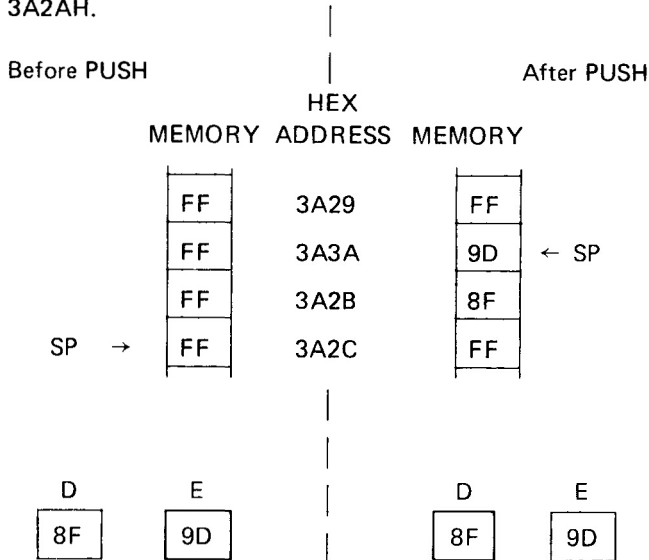 3A2AH.
Before PUSH After PUSH
HEX
MEMORY ADDRESS MEMORY
FF 3A29 FF
FF 3A3A 9D ← SP
FF 3A2B 8F
SP → FF 3A2C FF
D E D E
8F 9D 8F 9D